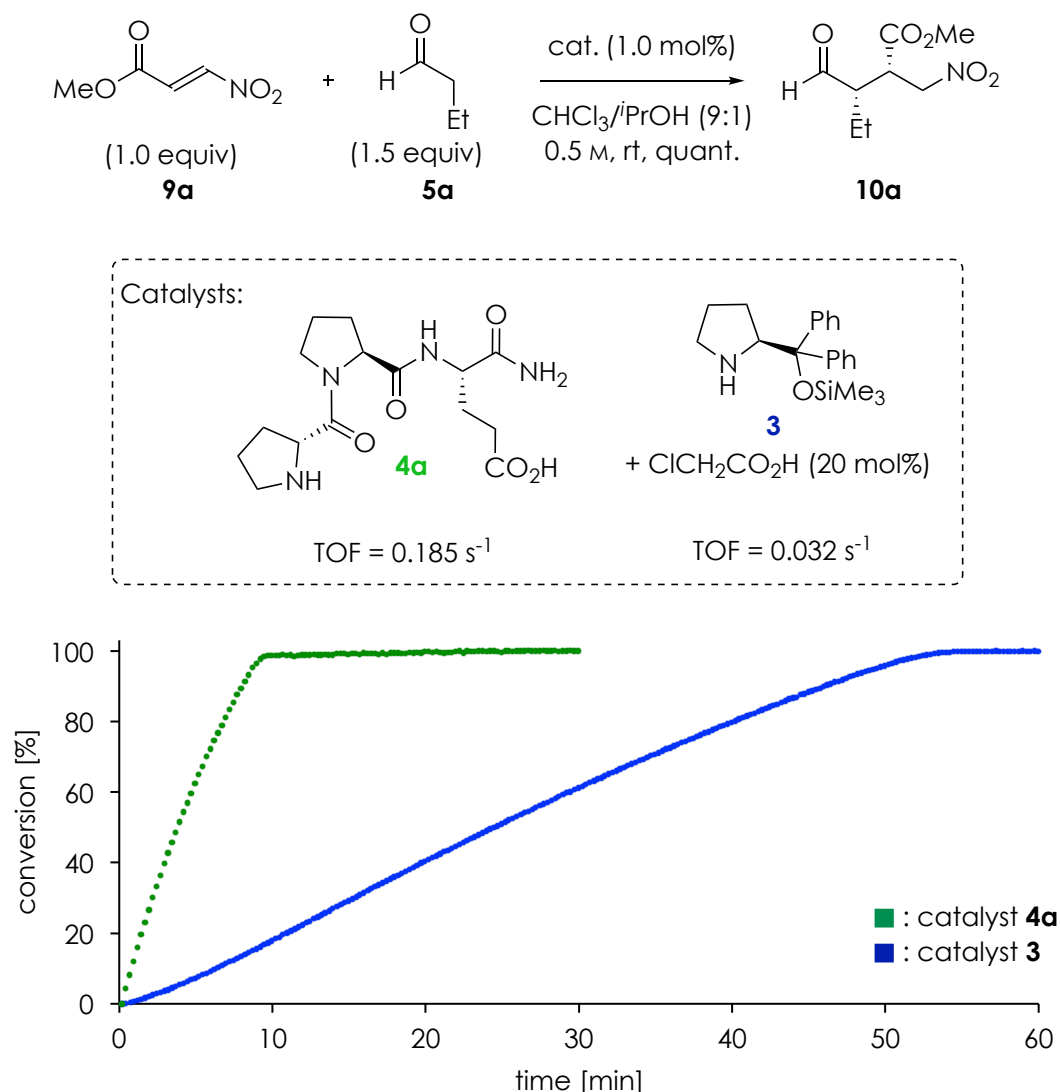 O
MeO
NO₂
(1.0 equiv)
9a
+
O
H
Et
(1.5 equiv)
5a
cat. (1.0 mol%)
CHCl₃/ⁱPrOH (9:1)
0.5 M, rt, quant.
O
CO₂Me
H
NO₂
Et
10a
Catalysts:
H
N
O
NH₂
N
O
O
NH
CO₂H
4a
TOF = 0.185 s⁻¹
Ph
Ph
N
H
OSiMe₃
3
+ ClCH₂CO₂H (20 mol%)
TOF = 0.032 s⁻¹
conversion [%]
100
80
60
40
20
0
: catalyst 4a
: catalyst 3
0 10 20 30 40 50 60
time [min]